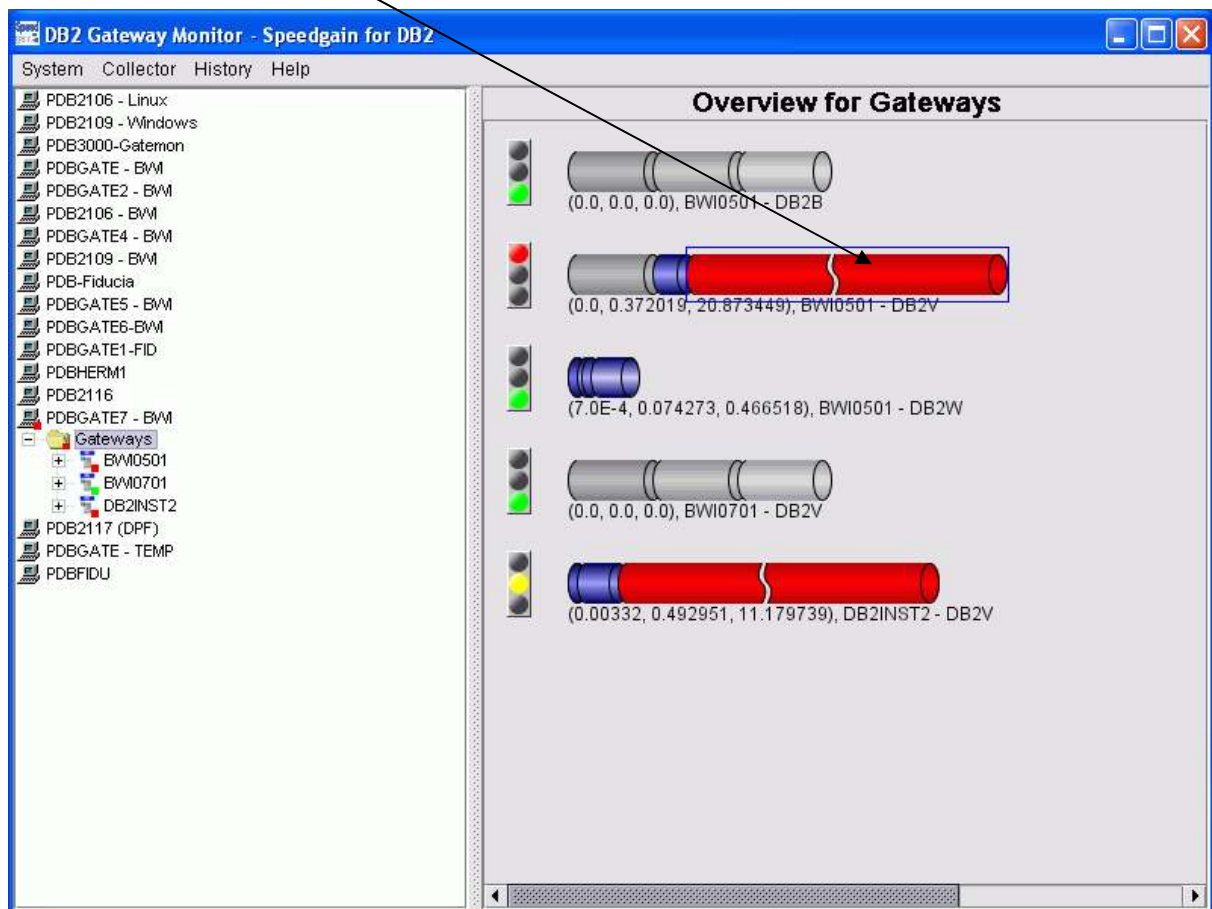 DB2 Gateway Monitor - Speedgain for DB2
System Collector History Help
PDB2106 - Linux
PDB2109 - Windows
PDB3000-Gatemon
PDBGATE - BWI
PDBGATE2 - BWI
PDB2106 - BWI
PDBGATE4 - BWI
PDB2109 - BWI
PDB-Fiducia
PDBGATE5 - BWI
PDBGATE6-BWI
PDBGATE1-FID
PDBHERM1
PDB2116
PDBGATE7 - BWI
Gateways
BWI0501
BWI0701
DB2INST2
PDB2117 (DPF)
PDBGATE - TEMP
PDBFIDU
Overview for Gateways
(0.0, 0.0, 0.0), BWI0501 - DB2B
(0.0, 0.372019, 20.873449), BWI0501 - DB2V
(7.0E-4, 0.074273, 0.466518), BWI0501 - DB2W
(0.0, 0.0, 0.0), BWI0701 - DB2V
(0.00332, 0.492951, 11.179739), DB2INST2 - DB2V